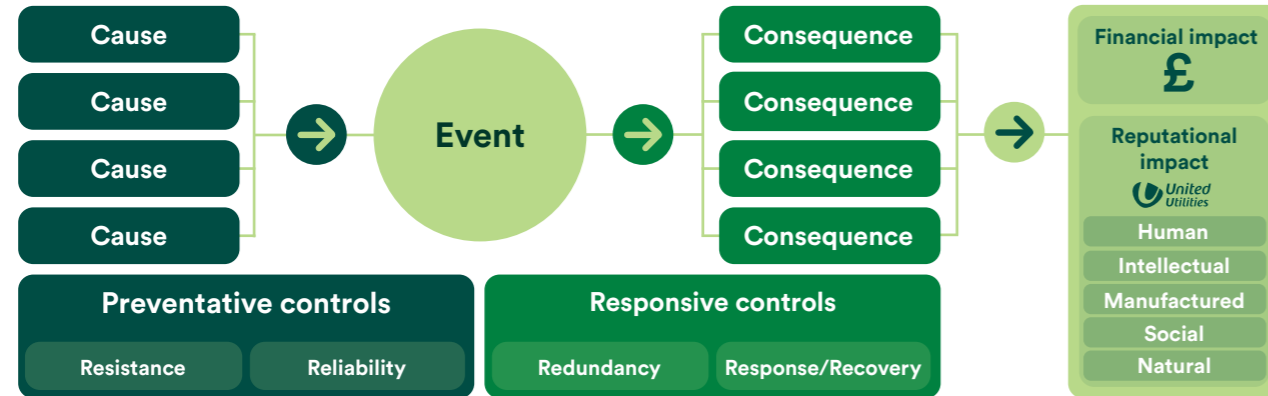 Cause
Cause
Cause
Cause
Event
Consequence
Consequence
Consequence
Consequence
Financial impact
£
Reputational
impact
United
Utilities
Human
Intellectual
Manufactured
Social
Natural
Preventative controls
Resistance
Reliability
Responsive controls
Redundancy
Response/Recovery